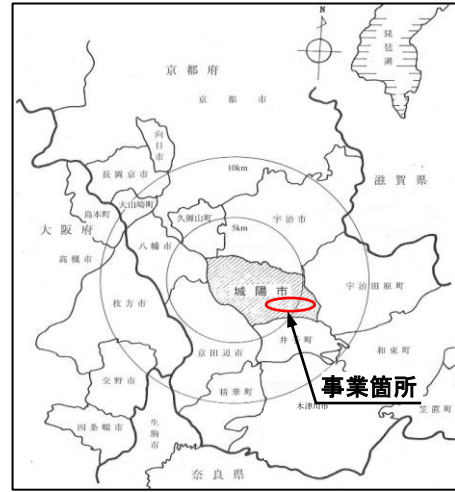 N
琵琶湖
京都府
京都市
向日市
長岡京市
10km
滋賀県
島本町
大山崎町
久御山町
宇治市
大阪府
八幡市
5km
高槻市
城陽市
宇治田原町
枚方市
井手町
京田辺市
和束町
事業箇所
交野市
精華町
木津川市
笠置町
四条畷市
生駒市
奈良県